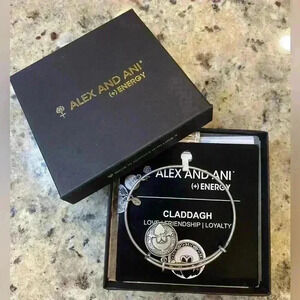 ALEX AND ANI®
(+) ENERGY
ALEX AND ANI®
(+) ENERGY
CLADDAGH
LOVE | FRIENDSHIP | LOYALTY